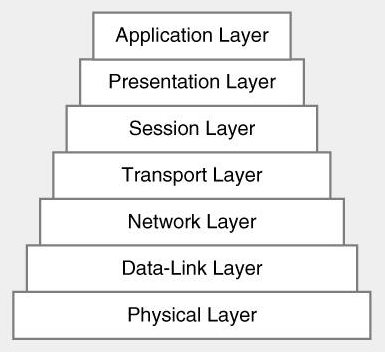 Application Layer
Presentation Layer
Session Layer
Transport Layer
Network Layer
Data-Link Layer
Physical Layer